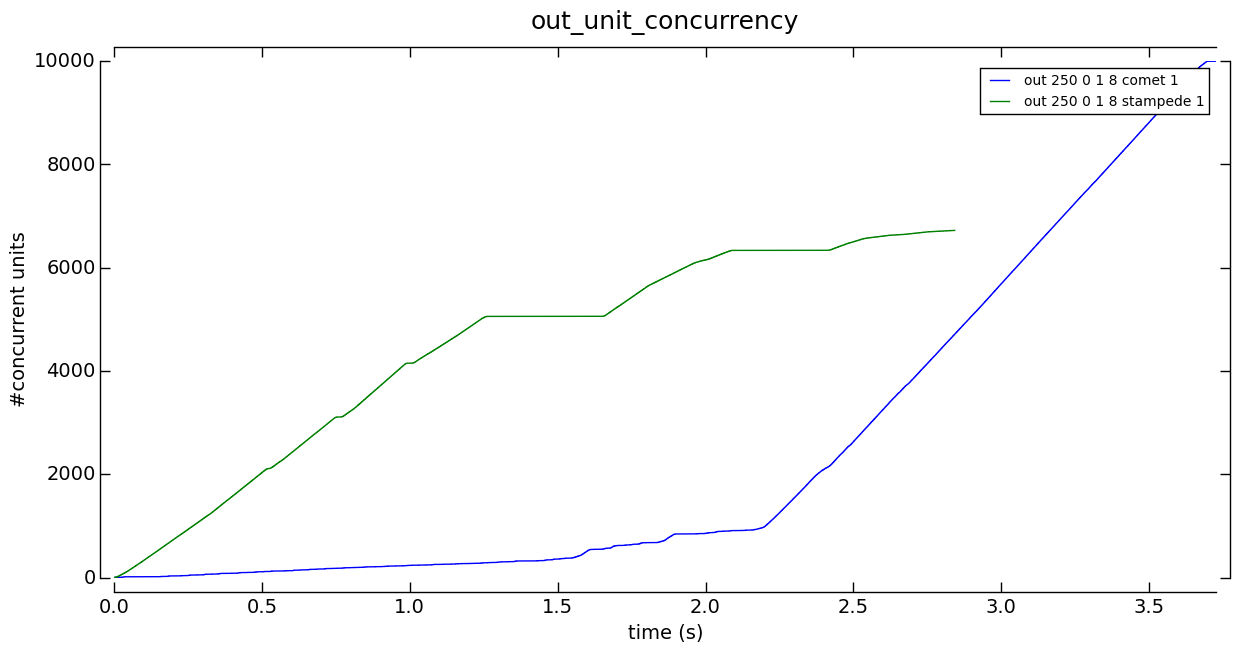 out_unit_concurrency
10000
8000
6000
4000
2000
0
#concurrent units
out 250 0 1 8 comet 1
out 250 0 1 8 stampede 1
0.0 0.5 1.0 1.5 2.0 2.5 3.0 3.5
time (s)